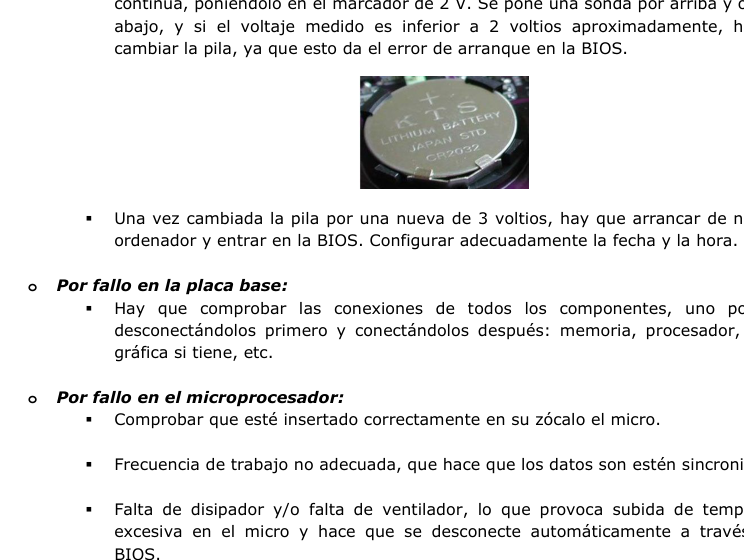 continua, poniéndolo en el marcador de 2 V. Se pone una sonda por arriba y
abajo, y si el voltaje medido es inferior a 2 voltios aproximadamente,
cambiar la pila, ya que esto da el error de arranque en la BIOS.
+
KTS
LITHIUM BATTERY
JAPAN STD
CR2032
▪ Una vez cambiada la pila por una nueva de 3 voltios, hay que arrancar de
ordenador y entrar en la BIOS. Configurar adecuadamente la fecha y la hora.
o Por fallo en la placa base:
▪ Hay que comprobar las conexiones de todos los componentes, uno
desconectándolos primero y conectándolos después: memoria, procesador,
gráfica si tiene, etc.
o Por fallo en el microprocesador:
▪ Comprobar que esté insertado correctamente en su zócalo el micro.
▪ Frecuencia de trabajo no adecuada, que hace que los datos son estén sincroni
▪ Falta de disipador y/o falta de ventilador, lo que provoca subida de temp
excesiva en el micro y hace que se desconecte automáticamente a través
BIOS.